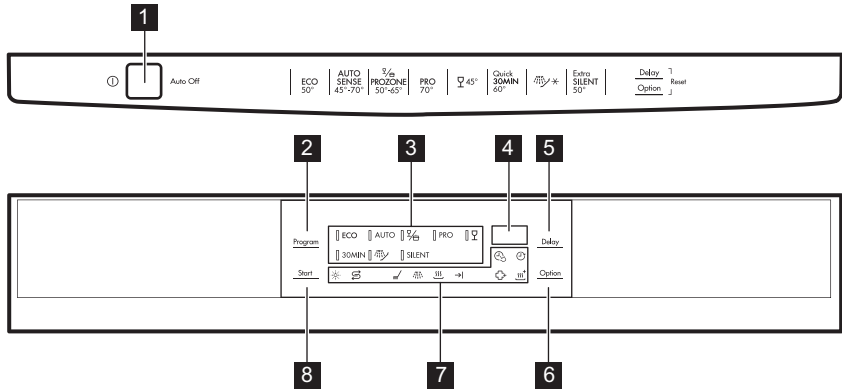 1
Auto Off
ECO 50°
AUTO SENSE 45°-70°
PROZONE 50°-65°
PRO 70°
45°
Quick 30MIN 60°
Extra SILENT 50°
Delay
Option
Reset
2
3
4
5
Program
ECO
AUTO
PRO
Delay
30MIN
SILENT
Start
Option
8
7
6